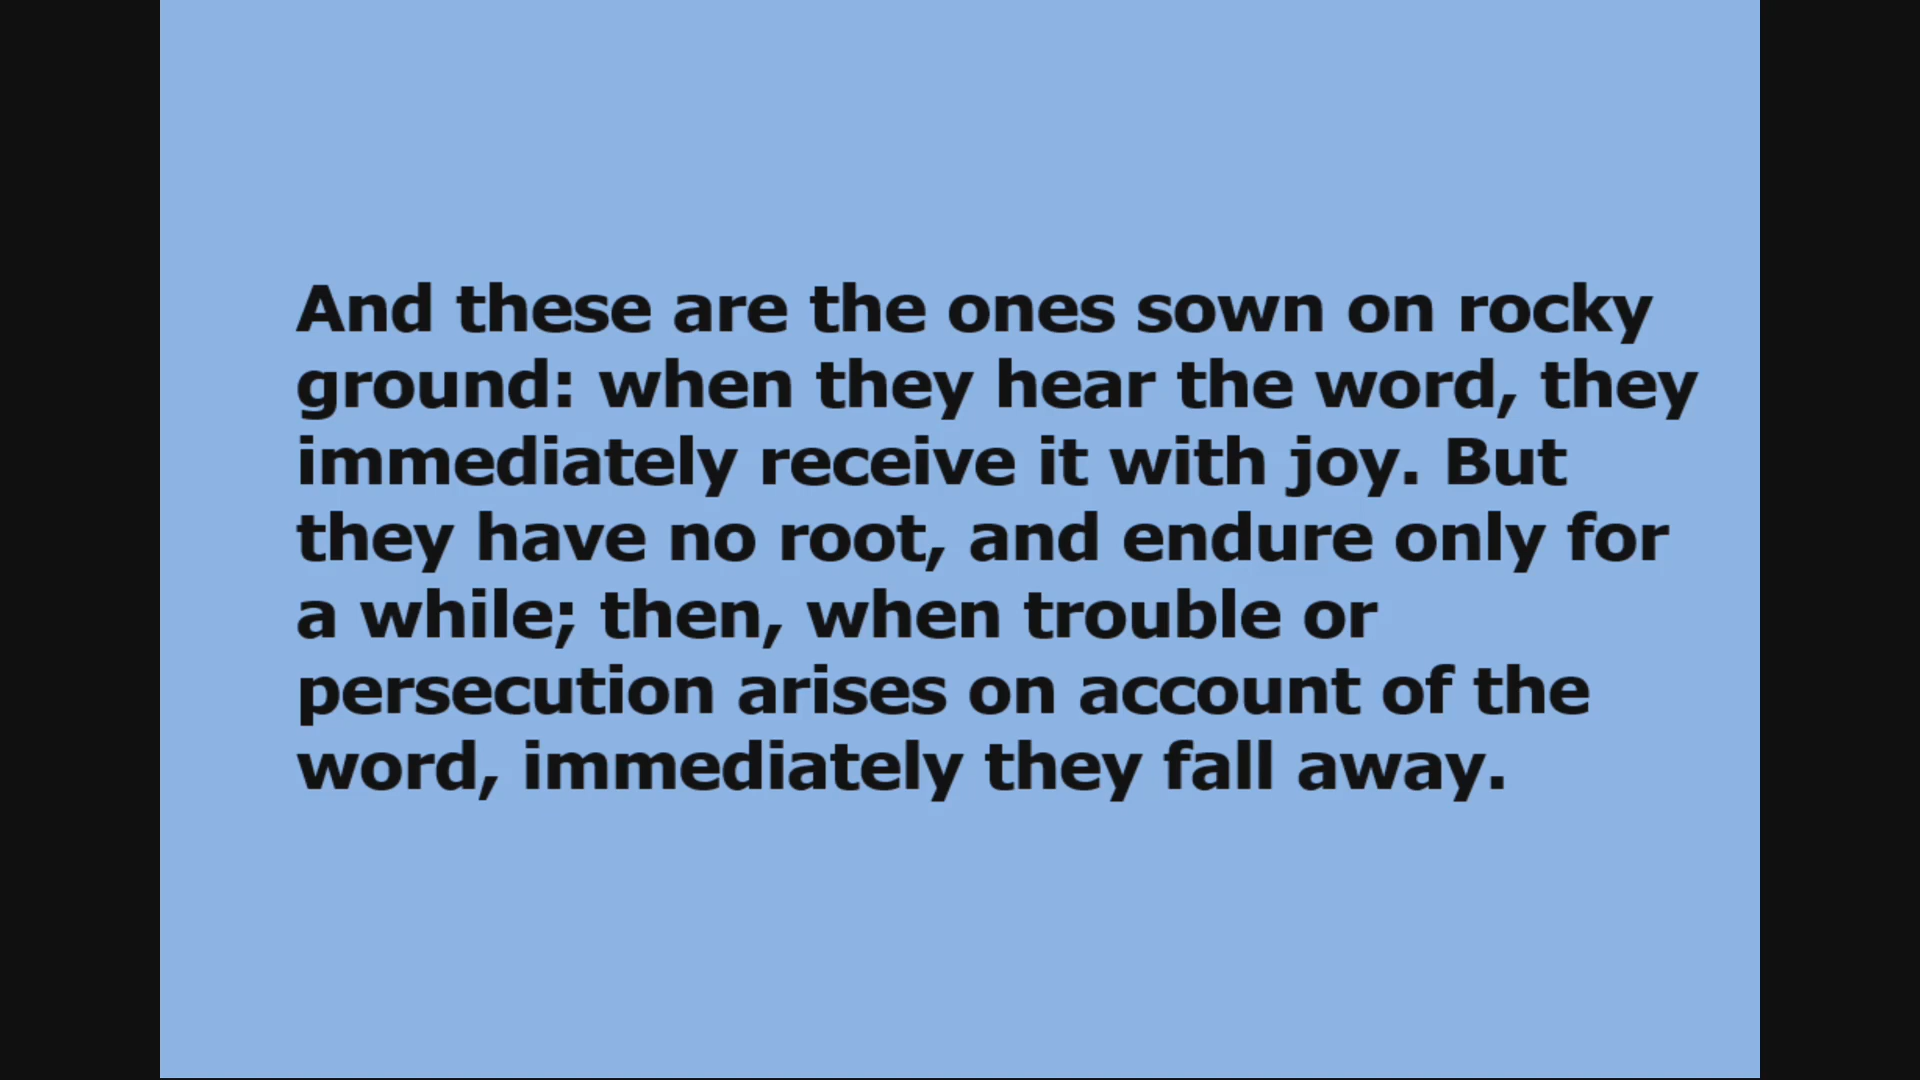 And these are the ones sown on rocky
ground: when they hear the word, they
immediately receive it with joy. But
they have no root, and endure only for
a while; then, when trouble or
persecution arises on account of the
word, immediately they fall away.